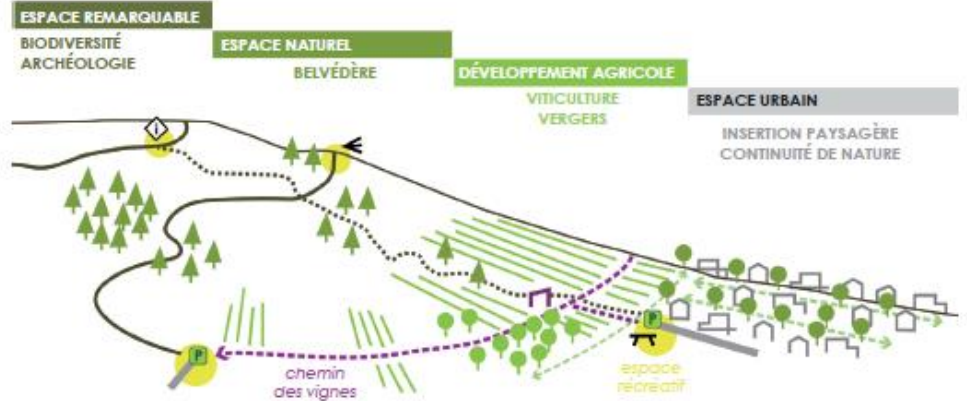 ESPACE REMARQUABLE
BIODIVERSITÉ
ARCHÉOLOGIE
ESPACE NATUREL
BELVÉDÈRE
DÉVELOPPEMENT AGRICOLE
VITICULTURE
VERGERS
ESPACE URBAIN
INSERTION PAYSAGÈRE
CONTINUITÉ DE NATURE
i
P
P
chemin
des vignes
espace
récréatif